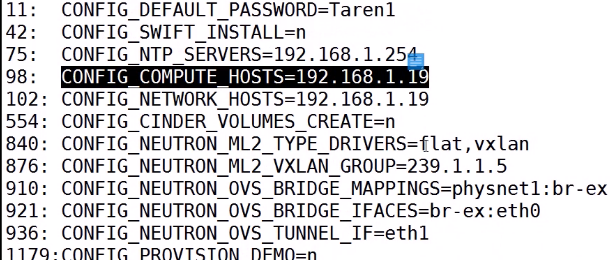 11: CONFIG_DEFAULT_PASSWORD=Taren1
42: CONFIG_SWIFT_INSTALL=n
75: CONFIG_NTP_SERVERS=192.168.1.254
98: CONFIG_COMPUTE_HOSTS=192.168.1.19
102: CONFIG_NETWORK_HOSTS=192.168.1.19
554: CONFIG_CINDER_VOLUMES_CREATE=n
840: CONFIG_NEUTRON_ML2_TYPE_DRIVERS=flat,vxlan
876: CONFIG_NEUTRON_ML2_VXLAN_GROUP=239.1.1.5
910: CONFIG_NEUTRON_OVS_BRIDGE_MAPPINGS=physnet1:br-ex
921: CONFIG_NEUTRON_OVS_BRIDGE_IFACES=br-ex:eth0
936: CONFIG_NEUTRON_OVS_TUNNEL_IF=eth1
1179:CONFIG_PROVISION_DEMO=n